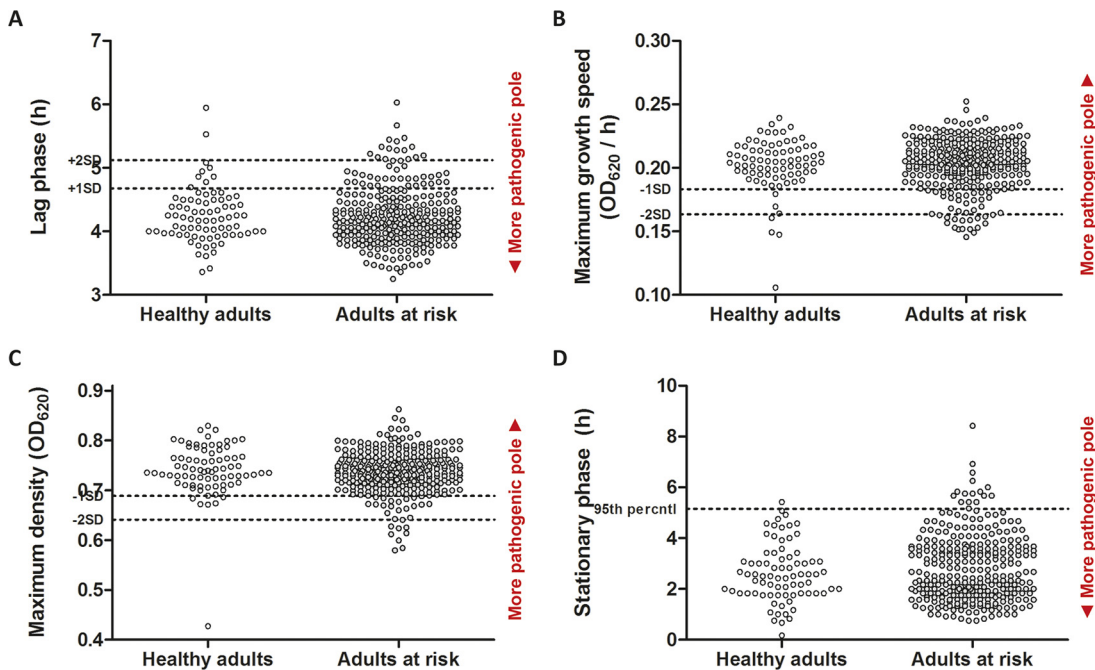 A
Lag phase (h)
7
6
5
4
3
+2SD
+1SD
Healthy adults
Adults at risk
◄ More pathogenic pole
B
Maximum growth speed
(OD620 / h)
0.30
0.25
0.20
0.15
0.10
-1SD
-2SD
Healthy adults
Adults at risk
More pathogenic pole ►
C
Maximum density (OD620)
0.9
0.8
0.7
0.6
0.5
0.4
-1SD
-2SD
Healthy adults
Adults at risk
More pathogenic pole ►
D
Stationary phase (h)
10
8
6
4
2
0
95th percntl
Healthy adults
Adults at risk
◄ More pathogenic pole